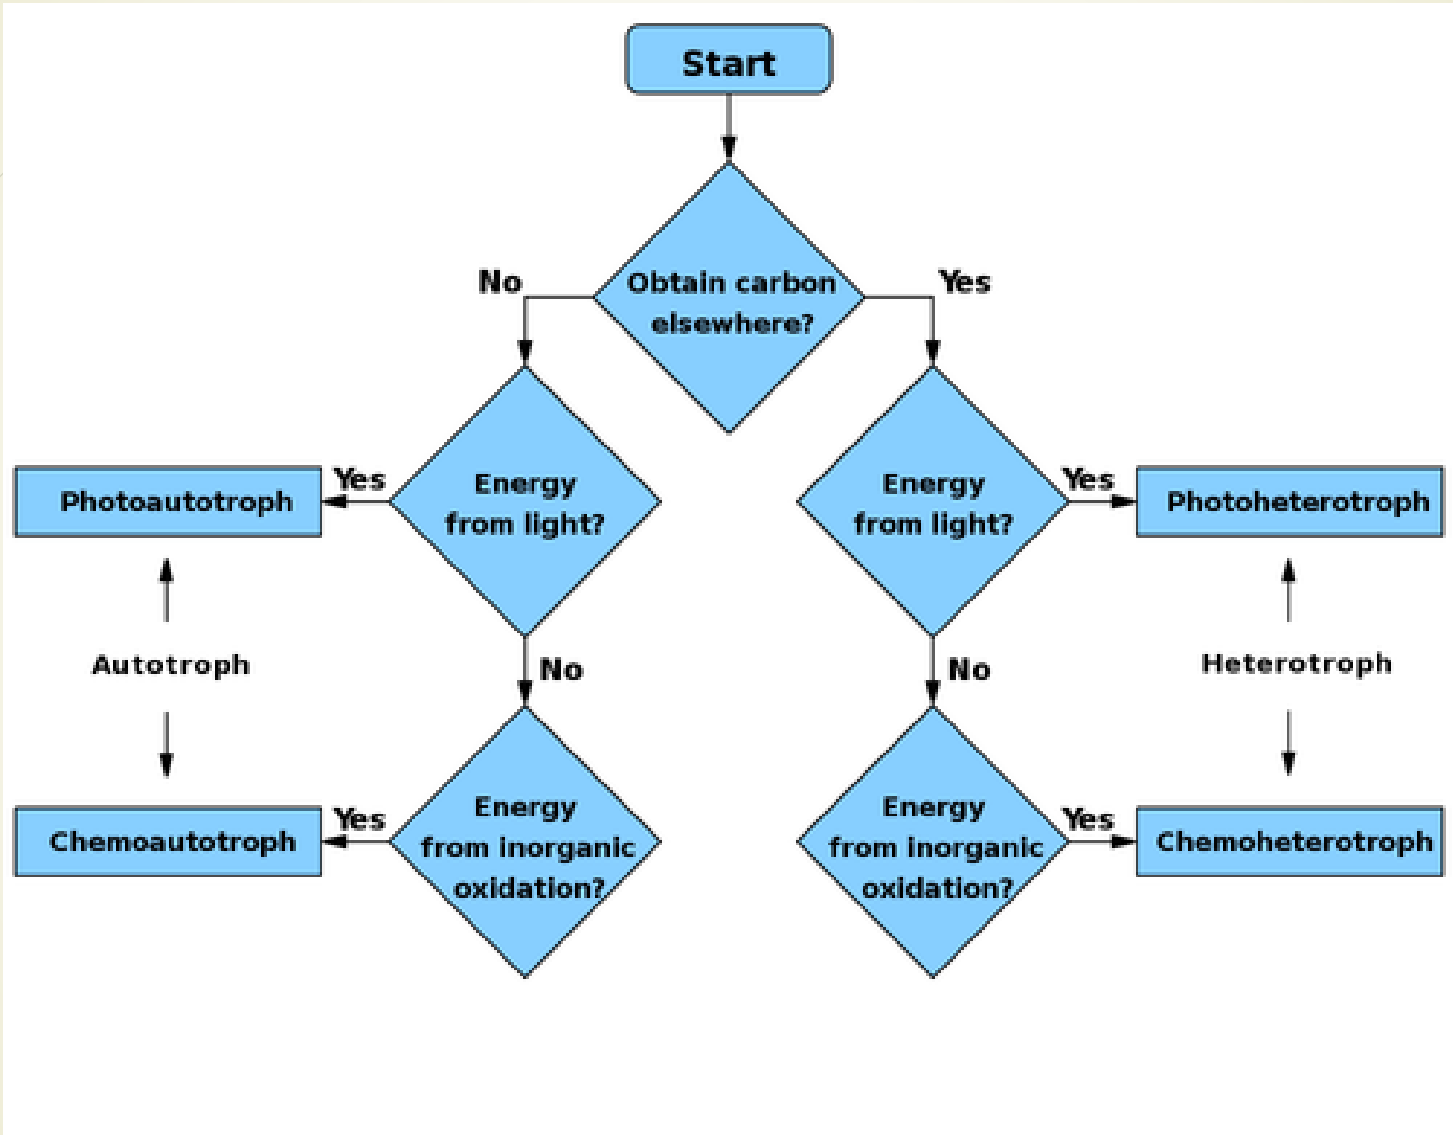 Start
No
Obtain carbon
elsewhere?
Yes
Photoautotroph
Yes
Energy
from light?
Energy
from light?
Yes
Photoheterotroph
Autotroph
No
No
Heterotroph
Chemoautotroph
Yes
Energy
from inorganic
oxidation?
Energy
from inorganic
oxidation?
Yes
Chemoheterotroph